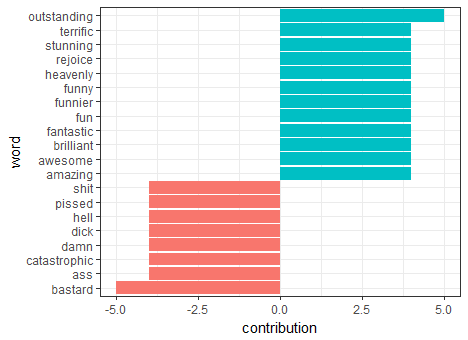 outstanding
terrific
stunning
rejoice
heavenly
funny
funnier
fun
fantastic
brilliant
awesome
amazing
shit
pissed
hell
dick
damn
catastrophic
ass
bastard
word
-5.0 -2.5 0.0 2.5 5.0
contribution